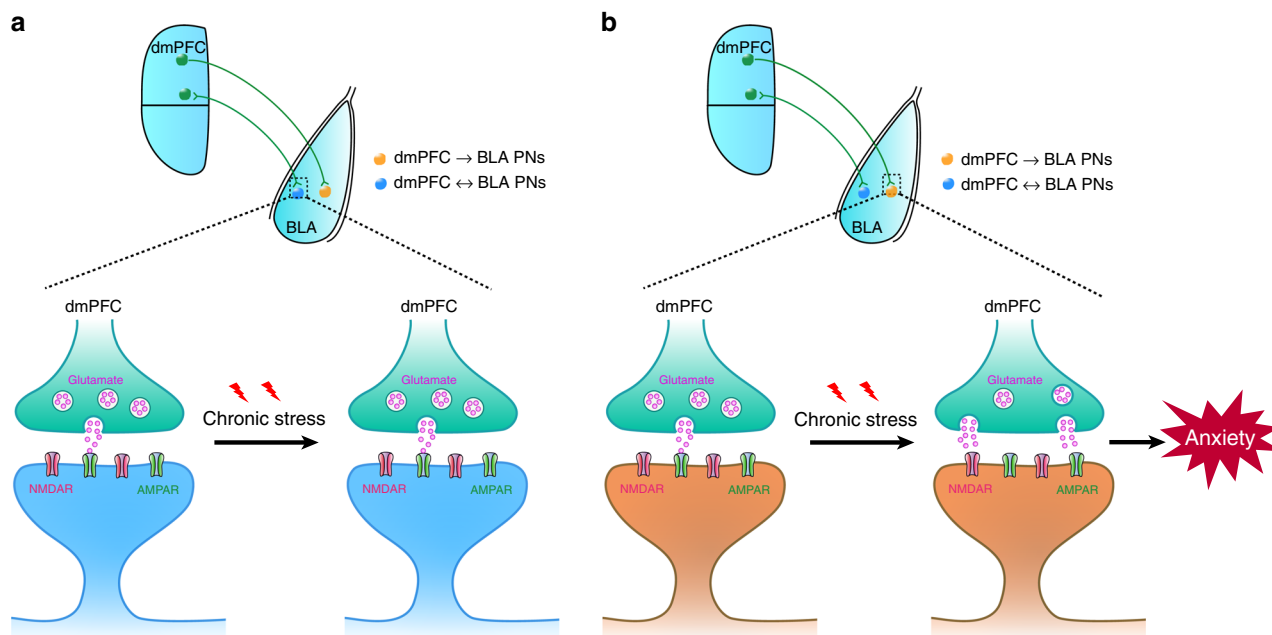 a
dmPFC
dmPFC → BLA PNs
dmPFC ↔ BLA PNs
BLA
dmPFC
Glutamate
NMDAR
AMPAR
Chronic stress
dmPFC
Glutamate
NMDAR
AMPAR
b
dmPFC
dmPFC → BLA PNs
dmPFC ↔ BLA PNs
BLA
dmPFC
Glutamate
NMDAR
AMPAR
Chronic stress
dmPFC
Glutamate
NMDAR
AMPAR
Anxiety